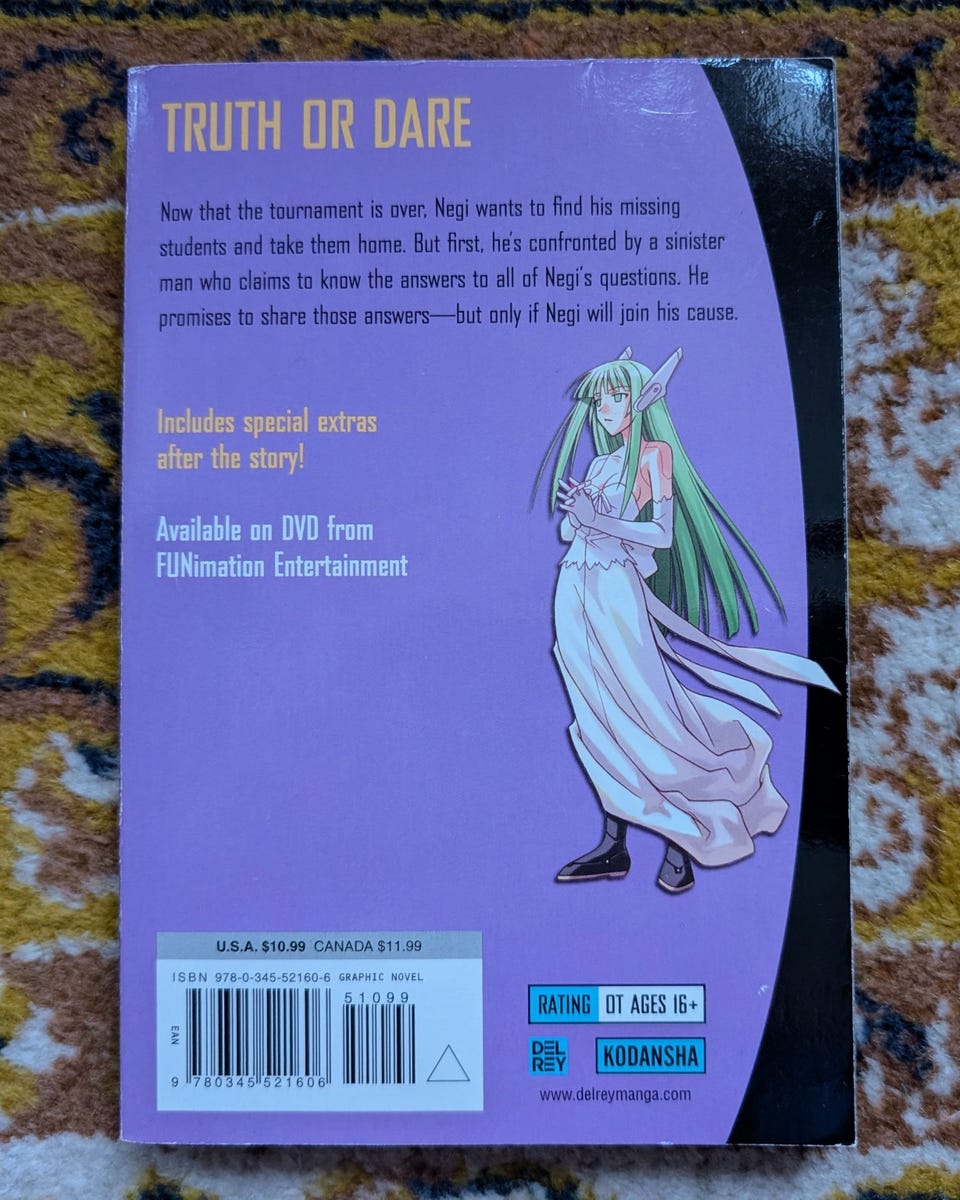 TRUTH OR DARE
Now that the tournament is over, Negi wants to find his missing
students and take them home. But first, he's confronted by a sinister
man who claims to know the answers to all of Negi's questions. He
promises to share those answers—but only if Negi will join his cause.
Includes special extras
after the story!
Available on DVD from
FUNimation Entertainment
U.S.A. $10.99 CANADA $11.99
ISBN 978-0-345-52160-6 GRAPHIC NOVEL
51099
EAN
9 780345 521606
RATING OT AGES 16+
DEL
REY
KODANSHA
www.delreymanga.com